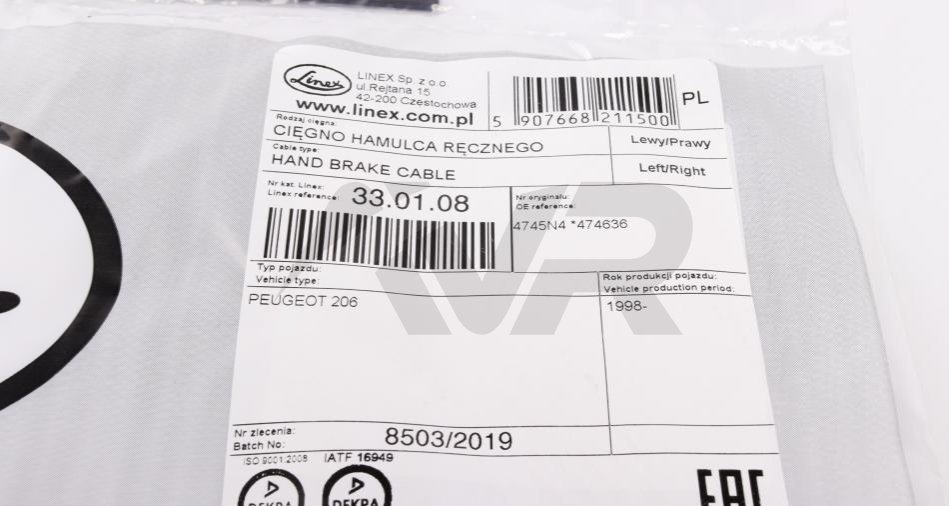 Linex
LINEX Sp. z o.o.
ul.Rejtana 15
42-200 Czestochowa
www.linex.com.pl
5 907668 211500
PL
Rodzaj cięgna:
CIĘGNO HAMULCA RĘCZNEGO
Lewy/Prawy
Cable type:
HAND BRAKE CABLE
Left/Right
Nr kat. Linex:
Linex reference:
33.01.08
Nr oryginału:
OE reference:
4745N4 *474636
KVR
Typ pojazdu:
Vehicle type:
PEUGEOT 206
Rok produkcji pojazdu:
Vehicle production period:
1998-
Nr zlecenia:
Batch No:
8503/2019
ISO 9001:2008
IATF 16949
DEKRA
DEKRA
EAC